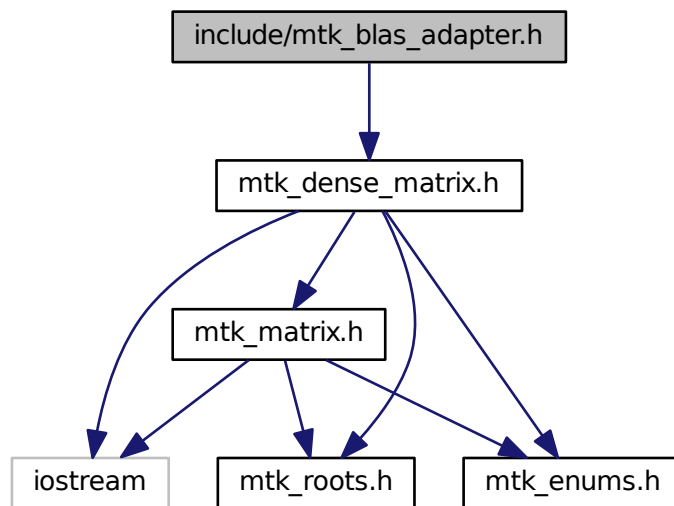 include/mtk_blas_adapter.h
mtk_dense_matrix.h
mtk_matrix.h
iostream
mtk_roots.h
mtk_enums.h